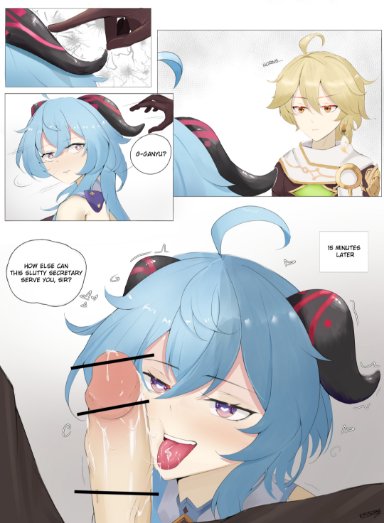 G-GANYU?
15 MINUTES
LATER
HOW ELSE CAN
THIS SLUTTY SECRETARY
SERVE YOU, SIR?